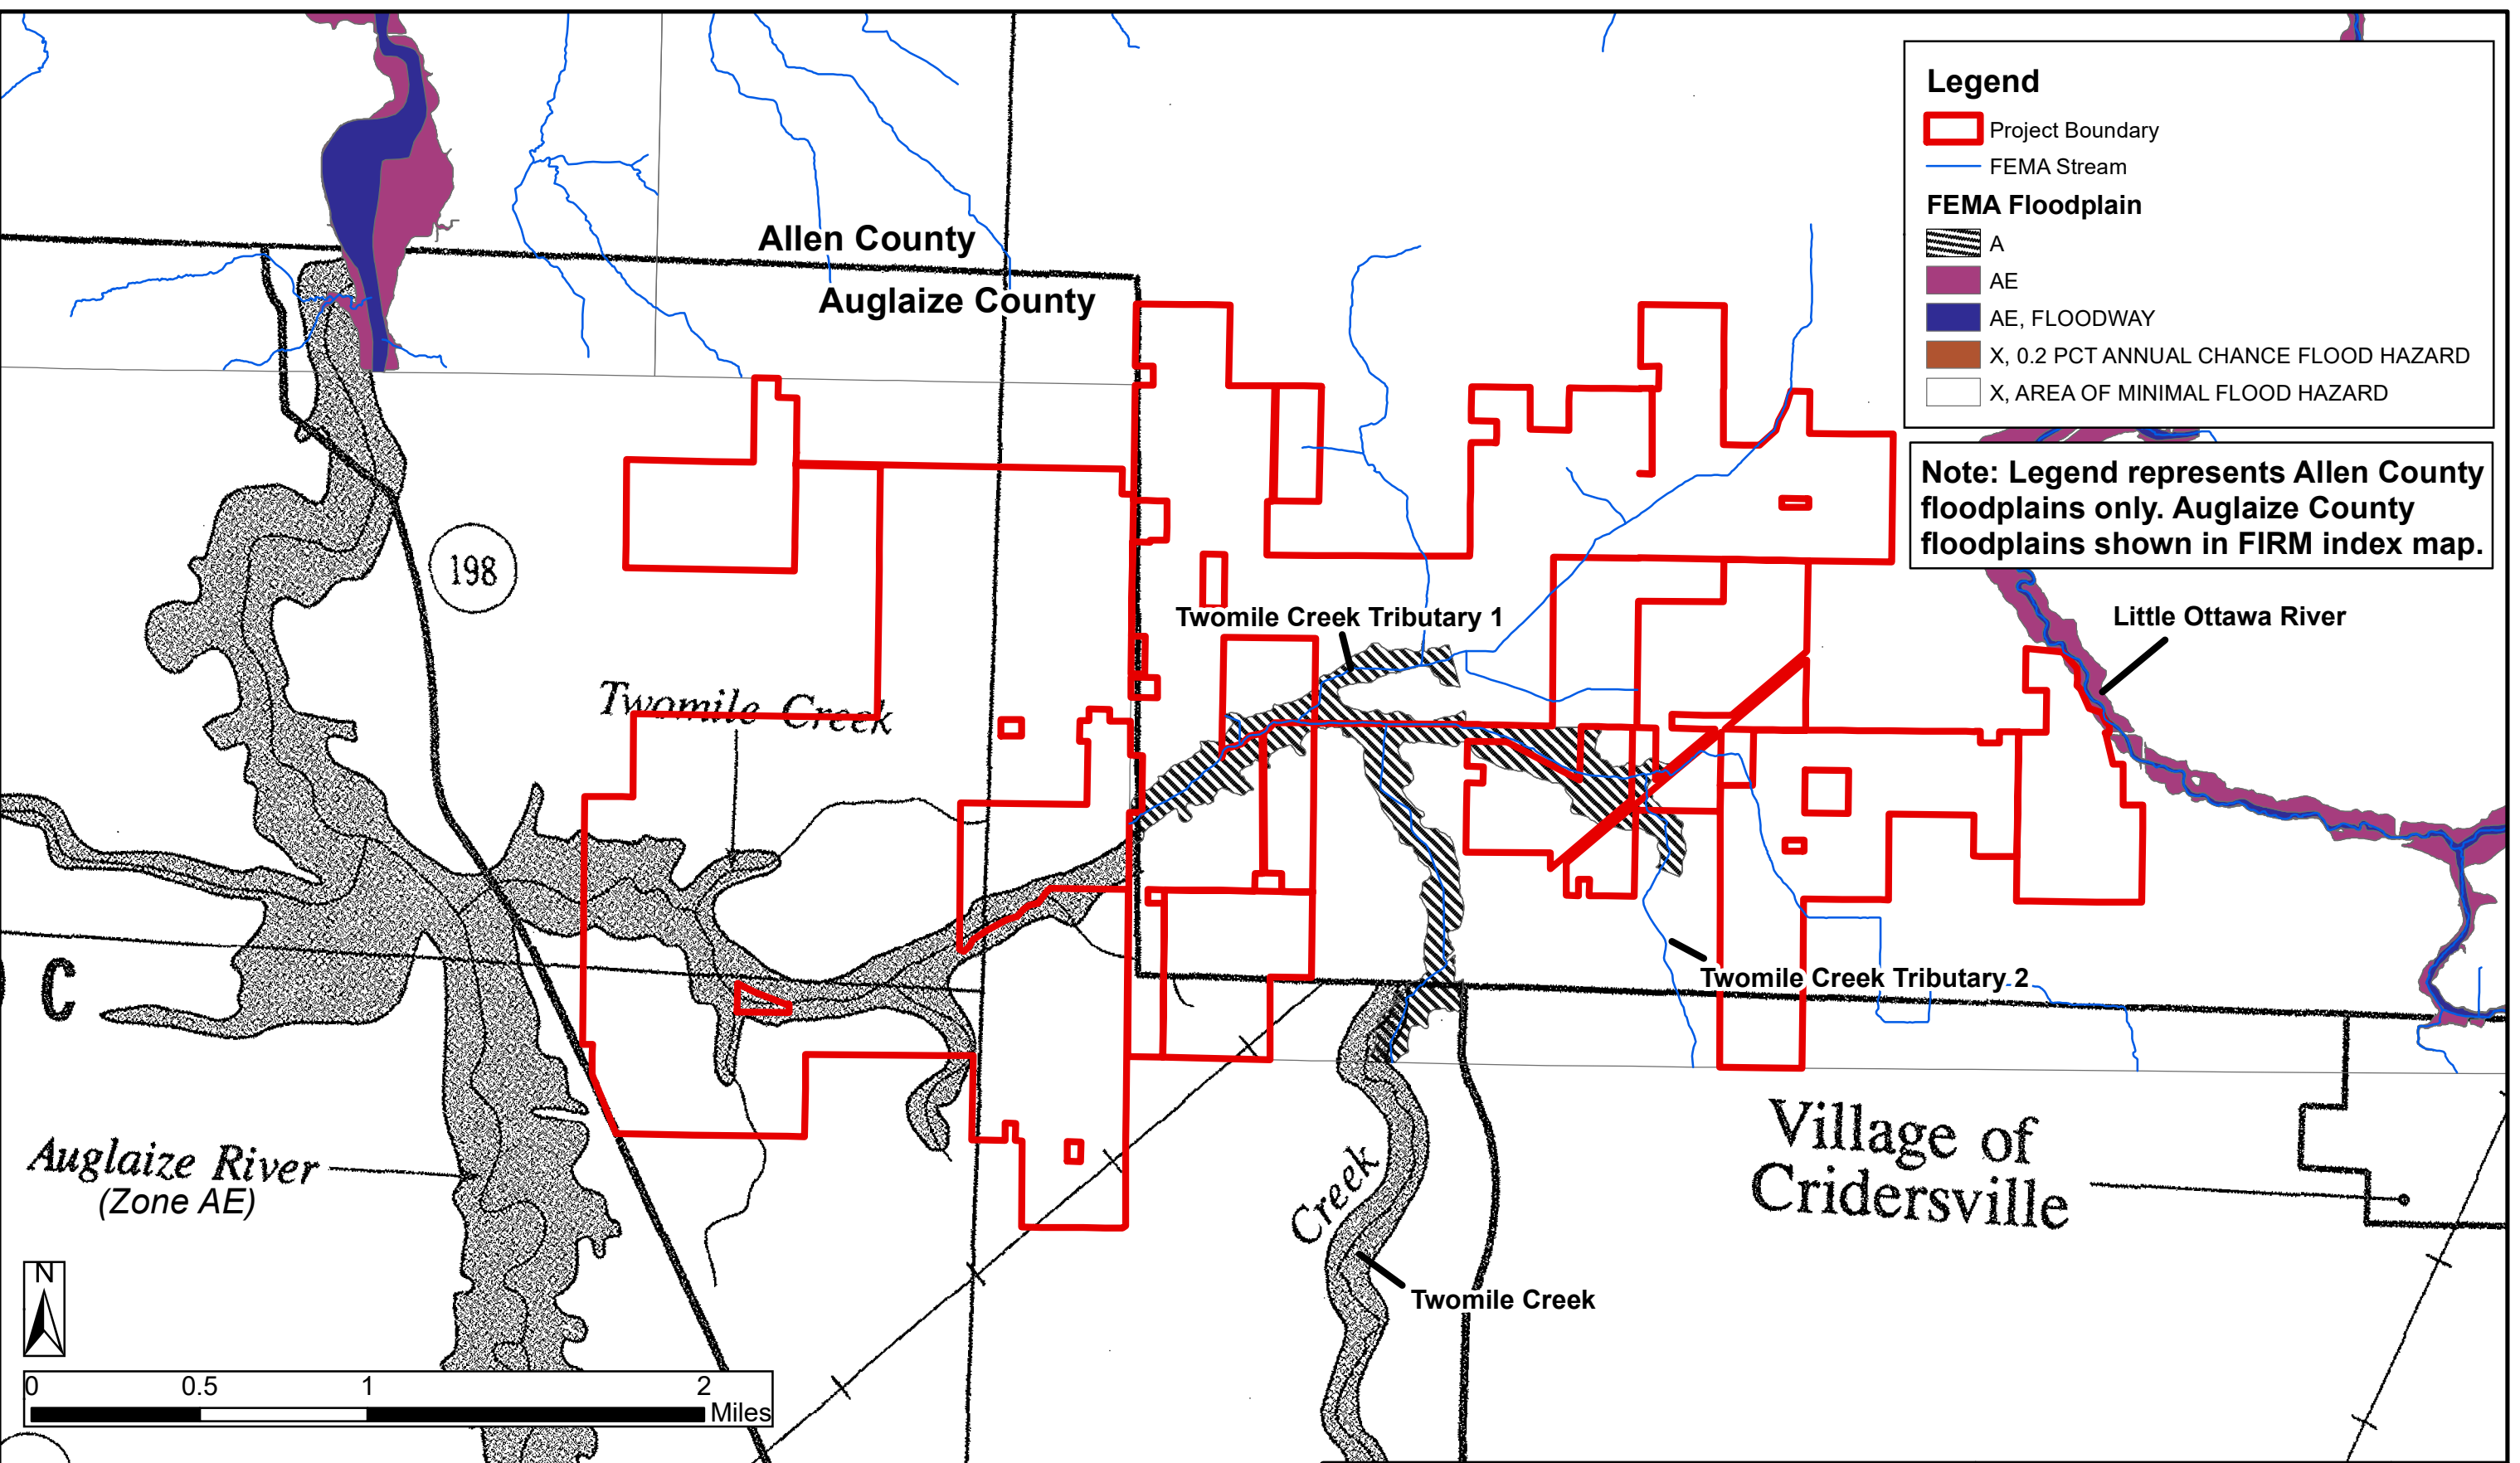 Legend
Project Boundary
FEMA Stream
FEMA Floodplain
A
AE
AE, FLOODWAY
X, 0.2 PCT ANNUAL CHANCE FLOOD HAZARD
X, AREA OF MINIMAL FLOOD HAZARD
Note: Legend represents Allen County
floodplains only. Auglaize County
floodplains shown in FIRM index map.
Allen County
Auglaize County
198
Twomile Creek Tributary 1
Little Ottawa River
Twomile Creek
C
Twomile Creek Tributary 2
Auglaize River
(Zone AE)
Village of
Cridersville
Creek
Twomile Creek
N
0 0.5 1 2
Miles